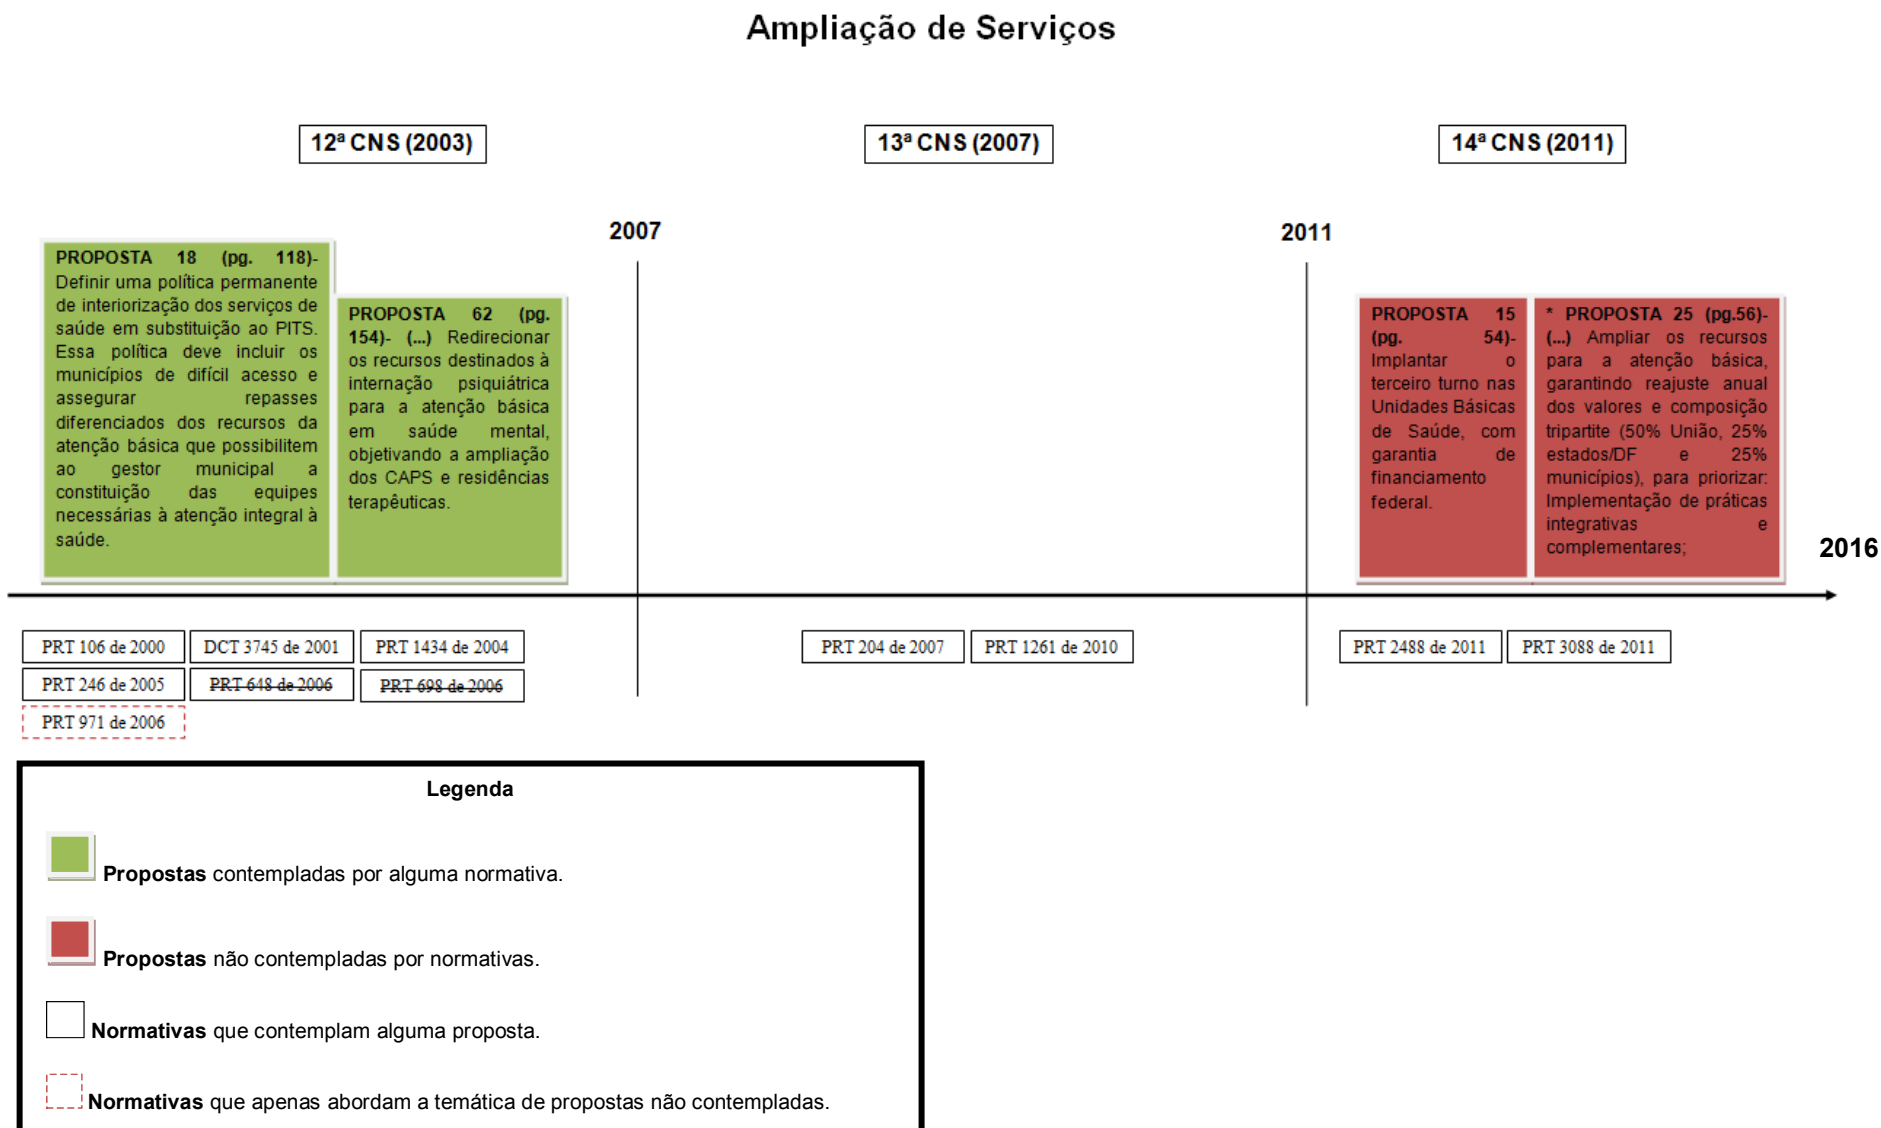 Ampliação de Serviços
12ª CNS (2003)
13ª CNS (2007)
14ª CNS (2011)
2007
2011
PROPOSTA 18 (pg. 118)-
Definir uma política permanente
de interiorização dos serviços de
saúde em substituição ao PITS.
Essa política deve incluir os
municípios de difícil acesso e
assegurar repasses
diferenciados dos recursos da
atenção básica que possibilitem
ao gestor municipal a
constituição das equipes
necessárias à atenção integral à
saúde.
PROPOSTA 62 (pg.
154)- (...) Redirecionar
os recursos destinados à
internação psiquiátrica
para a atenção básica
em saúde mental,
objetivando a ampliação
dos CAPS e residências
terapêuticas.
PROPOSTA 15
(pg. 54)-
Implantar o
terceiro turno nas
Unidades Básicas
de Saúde, com
garantia de
financiamento
federal.
* PROPOSTA 25 (pg.56)-
(...) Ampliar os recursos
para a atenção básica,
garantindo reajuste anual
dos valores e composição
tripartite (50% União, 25%
estados/DF e 25%
municípios), para priorizar:
Implementação de práticas
integrativas e
complementares;
2016
PRT 106 de 2000
DCT 3745 de 2001
PRT 1434 de 2004
PRT 204 de 2007
PRT 1261 de 2010
PRT 2488 de 2011
PRT 3088 de 2011
PRT 246 de 2005
PRT 648 de 2006
PRT 698 de 2006
PRT 971 de 2006
Legenda
Propostas contempladas por alguma normativa.
Propostas não contempladas por normativas.
Normativas que contemplam alguma proposta.
Normativas que apenas abordam a temática de propostas não contempladas.